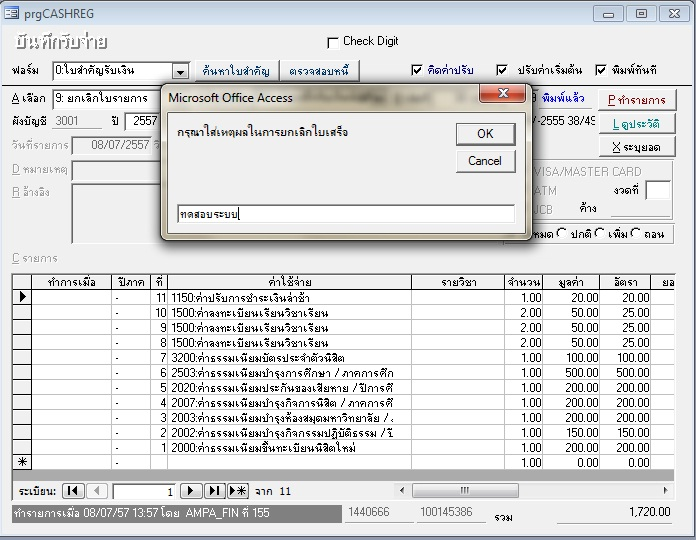 prgCASHREG
บันทึกรับจ่าย
Check Digit
ฟอร์ม 0:ใบสำคัญรับเงิน ค้นหาใบสำคัญ ตรวจสอบหนี้ คิดค่าปรับ ปรับค่าเริ่มต้น พิมพ์ทันที
A เลือก 9: ยกเลิกใบรายการ พิมพ์แล้ว P ทำรายการ
ผังบัญชี 3001 ปี 2557 /-2555 38/49 L ดูประวัติ
วันที่รายการ 08/07/2557 X ระบุยอด
D หมายเหตุ VISA/MASTER CARD
R อ้างอิง ATM งวดที่
JCB ค้าง
หมด ปกติ เพิ่ม ถอน
Microsoft Office Access
กรุณาใส่เหตุผลในการยกเลิกใบเสร็จ
OK
Cancel
ทดสอบระบบ
C รายการ
ทำการเมื่อ ปีภาค ที่ ค่าใช้จ่าย รายวิชา จำนวน มูลค่า อัตรา ยอ
- 11 1150:ค่าปรับการชำระเงินล่าช้า 1.00 20.00 20.00
- 10 1500:ค่าลงทะเบียนเรียนวิชาเรียน 2.00 50.00 25.00
- 9 1500:ค่าลงทะเบียนเรียนวิชาเรียน 2.00 50.00 25.00
- 8 1500:ค่าลงทะเบียนเรียนวิชาเรียน 2.00 50.00 25.00
- 7 3200:ค่าธรรมเนียมบัตรประจำตัวนิสิต 1.00 100.00 100.00
- 6 2503:ค่าธรรมเนียมบำรุงการศึกษา / ภาคการศึก 1.00 500.00 500.00
- 5 2020:ค่าธรรมเนียมประกันของเสียหาย / ปีการศึ 1.00 200.00 200.00
- 4 2007:ค่าธรรมเนียมบำรุงกิจการนิสิต / ภาคการศึ 1.00 200.00 200.00
- 3 2003:ค่าธรรมเนียมบำรุงห้องสมุดมหาวิทยาลัย / 1.00 200.00 200.00
- 2 2002:ค่าธรรมเนียมบำรุงกิจกรรมปฏิบัติธรรม / ปี 1.00 150.00 150.00
- 1 2000:ค่าธรรมเนียมขึ้นทะเบียนนิสิตใหม่ 1.00 200.00 200.00
- 1.00 0.00 0.00
ระเบียน: 1 จาก 11
ทำรายการเมื่อ 08/07/57 13:57 โดย AMPA_FIN ที่ 155 1440666 100145386 รวม 1,720.00